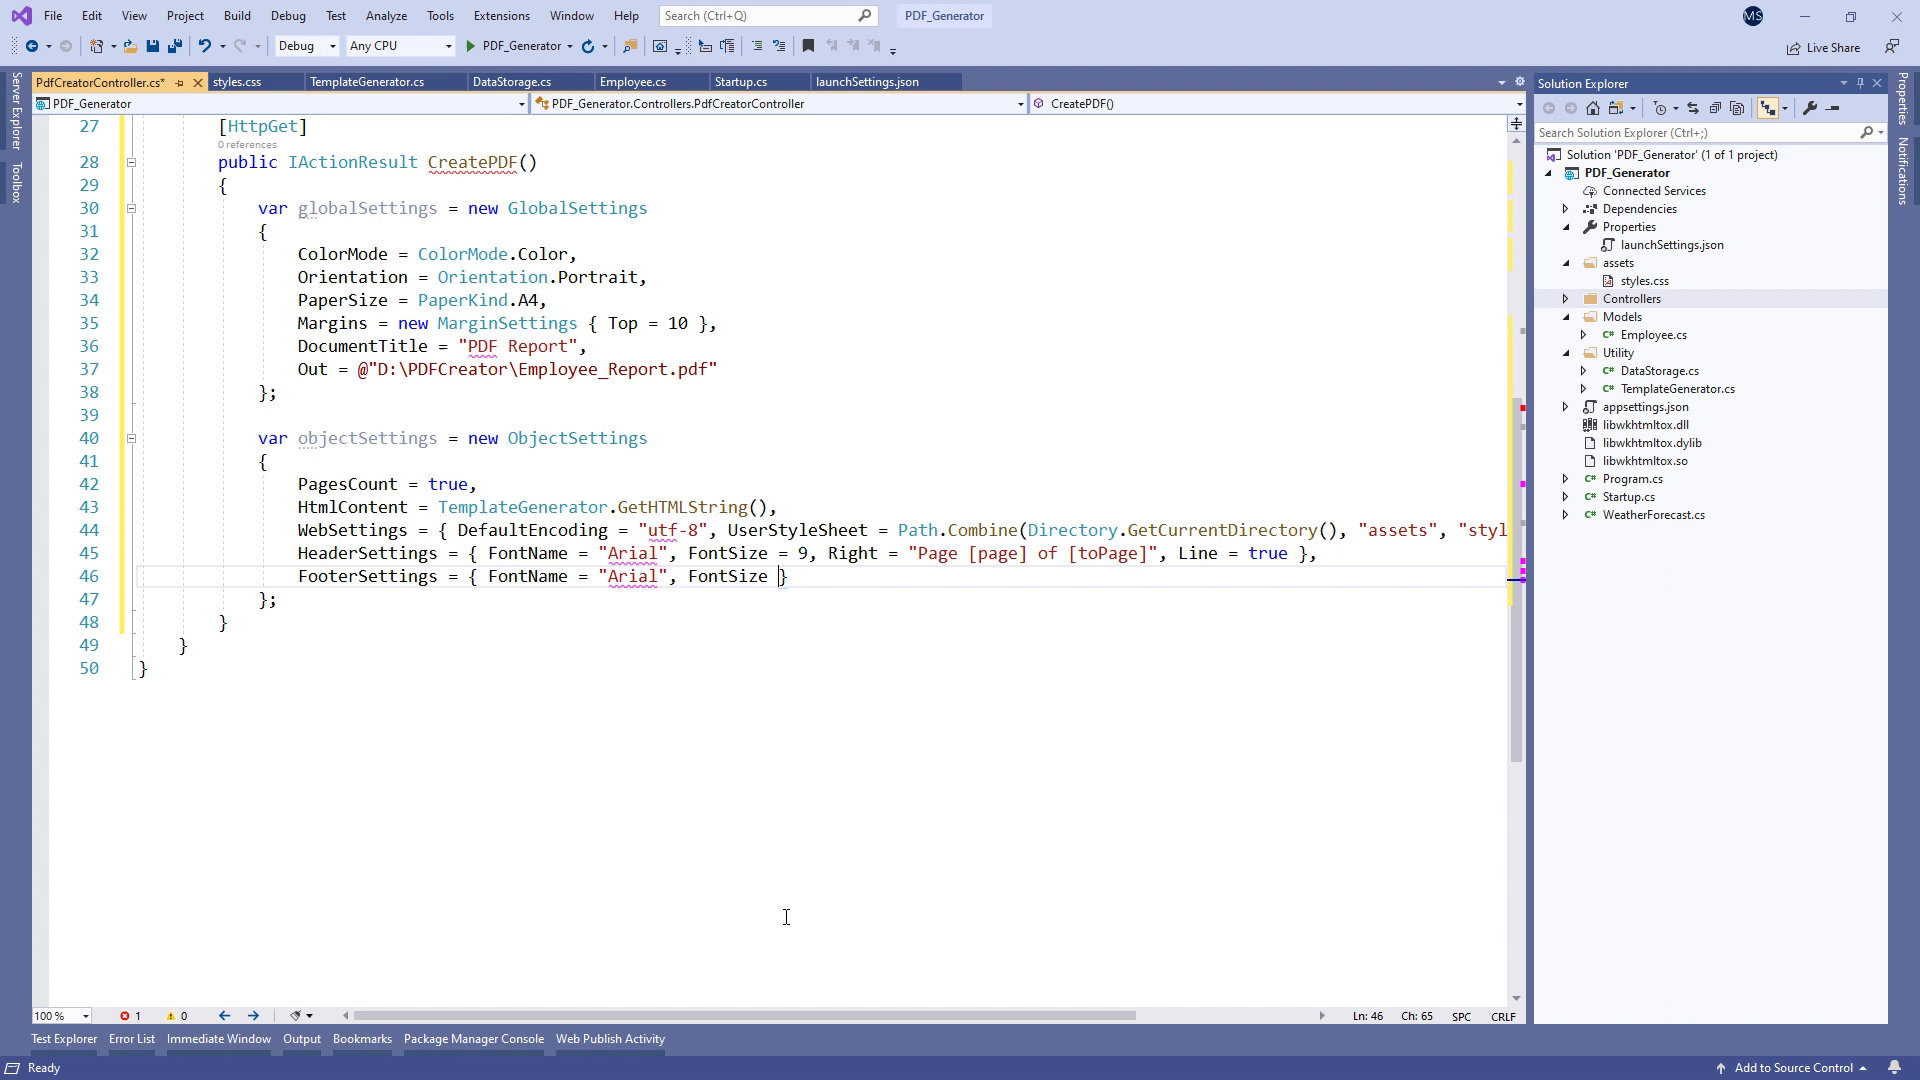 File Edit View Project Build Debug Test Analyze Tools Extensions Window Help Search (Ctrl+Q) PDF_Generator MS
Debug Any CPU PDF_Generator Live Share
PdfCreatorController.cs* styles.css TemplateGenerator.cs DataStorage.cs Employee.cs Startup.cs launchSettings.json
PDF_Generator PDF_Generator.Controllers.PdfCreatorController CreatePDF()
Server Explorer
Toolbox
27 [HttpGet]
0 references
28 public IActionResult CreatePDF()
29 {
30 var globalSettings = new GlobalSettings
31 {
32 ColorMode = ColorMode.Color,
33 Orientation = Orientation.Portrait,
34 PaperSize = PaperKind.A4,
35 Margins = new MarginSettings { Top = 10 },
36 DocumentTitle = "PDF Report",
37 Out = @"D:\PDFCreator\Employee_Report.pdf"
38 };
39
40 var objectSettings = new ObjectSettings
41 {
42 PagesCount = true,
43 HtmlContent = TemplateGenerator.GetHTMLString(),
44 WebSettings = { DefaultEncoding = "utf-8", UserStyleSheet = Path.Combine(Directory.GetCurrentDirectory(), "assets", "styl
45 HeaderSettings = { FontName = "Arial", FontSize = 9, Right = "Page [page] of [toPage]", Line = true },
46 FooterSettings = { FontName = "Arial", FontSize }
47 };
48 }
49 }
50 }
100 % 1 0 Ln: 46 Ch: 65 SPC CRLF
Test Explorer Error List Immediate Window Output Bookmarks Package Manager Console Web Publish Activity
Ready Add to Source Control
Solution Explorer
Search Solution Explorer (Ctrl+;)
Solution 'PDF_Generator' (1 of 1 project)
PDF_Generator
Connected Services
Dependencies
Properties
launchSettings.json
assets
styles.css
Controllers
Models
C# Employee.cs
Utility
C# DataStorage.cs
C# TemplateGenerator.cs
appsettings.json
libwkhtmltox.dll
libwkhtmltox.dylib
libwkhtmltox.so
C# Program.cs
C# Startup.cs
C# WeatherForecast.cs
Properties
Notifications